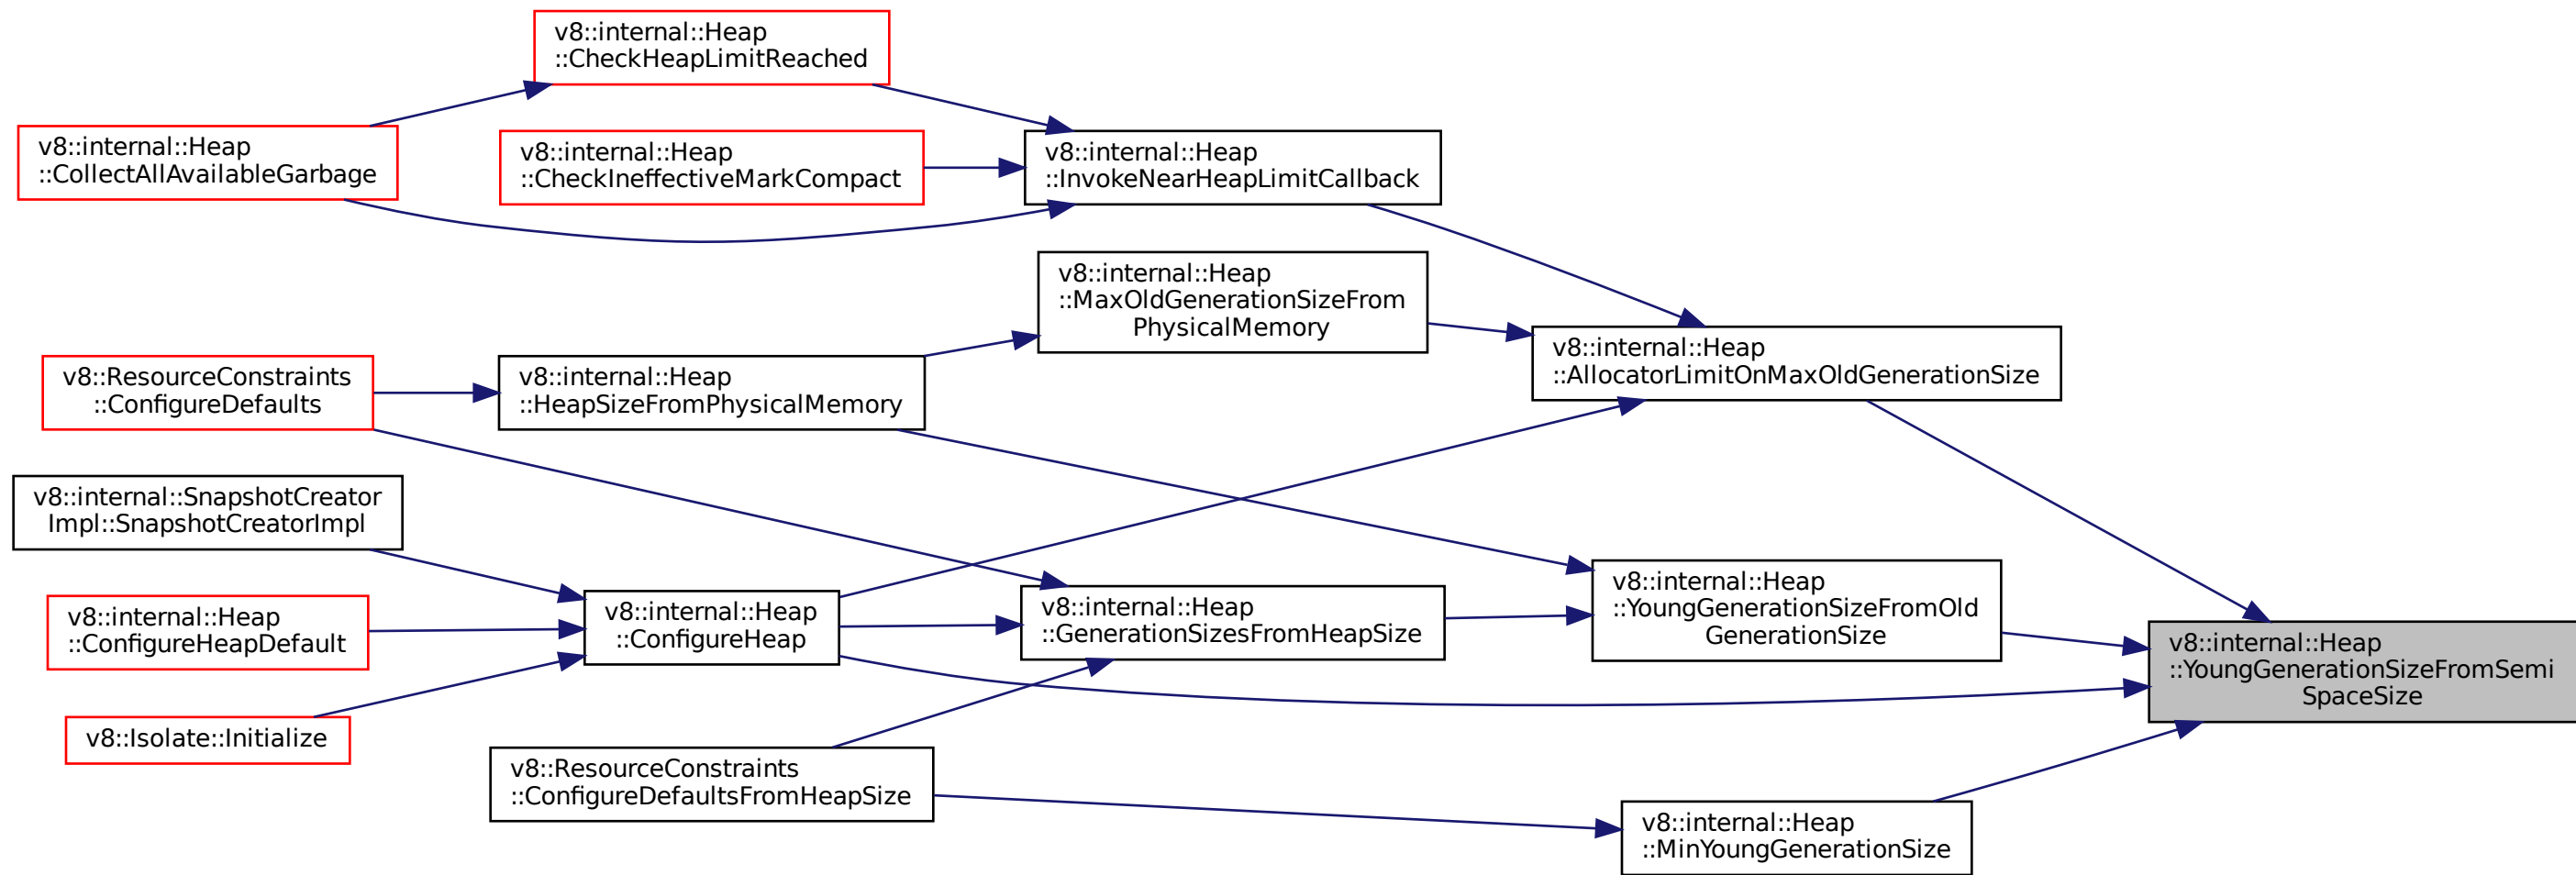 v8::internal::Heap
::CheckHeapLimitReached
v8::internal::Heap
::CollectAllAvailableGarbage
v8::internal::Heap
::CheckIneffectiveMarkCompact
v8::internal::Heap
::InvokeNearHeapLimitCallback
v8::internal::Heap
::MaxOldGenerationSizeFrom
PhysicalMemory
v8::internal::Heap
::AllocatorLimitOnMaxOldGenerationSize
v8::ResourceConstraints
::ConfigureDefaults
v8::internal::Heap
::HeapSizeFromPhysicalMemory
v8::internal::SnapshotCreator
Impl::SnapshotCreatorImpl
v8::internal::Heap
::ConfigureHeapDefault
v8::internal::Heap
::ConfigureHeap
v8::internal::Heap
::GenerationSizesFromHeapSize
v8::internal::Heap
::YoungGenerationSizeFromOld
GenerationSize
v8::internal::Heap
::YoungGenerationSizeFromSemi
SpaceSize
v8::Isolate::Initialize
v8::ResourceConstraints
::ConfigureDefaultsFromHeapSize
v8::internal::Heap
::MinYoungGenerationSize